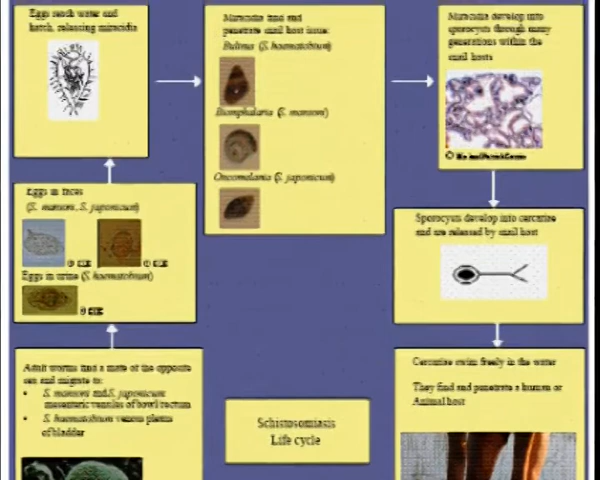 Eggs reach water and
hatch, releasing miracidia
Miracidia find and
penetrate snail host issue:
Bulinus (S. haematobium)
Biomphalaria (S. mansoni)
Oncomelania (S. japonicum)
Miracidia develop into
sporocysts through many
generations within the
snail hosts
©
Eggs in faces
(S. mansoni, S. japonicum)
Eggs in urine (S. haematobium)
Sporocysts develop into cercariae
and are released by snail host
Adult worms find a mate of the opposite
sex and migrate to:
• S. mansoni and S. japonicum
mesenteric venules of bowl rectum
• S. haematobium venous plexus
of bladder
Schistosomiasis
Life cycle
Cercariae swim freely in the water
They find and penetrate a human or
Animal host